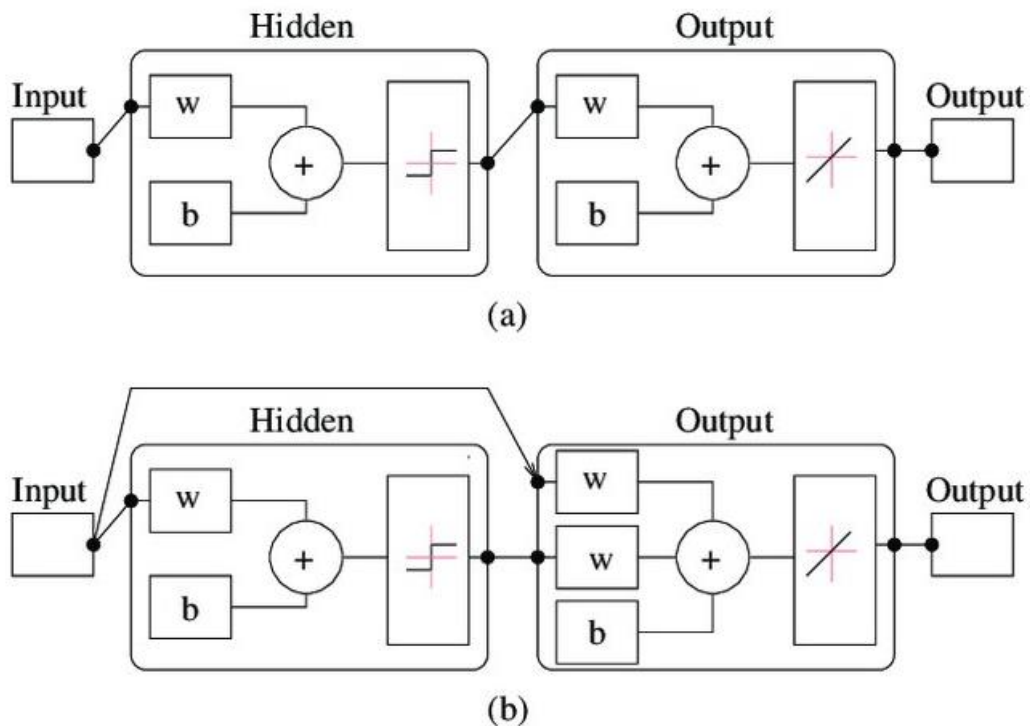 Hidden
Output
Input
Output
w
+
b
w
+
b
(a)
Hidden
Output
Input
Output
w
+
b
w
w
+
b
(b)